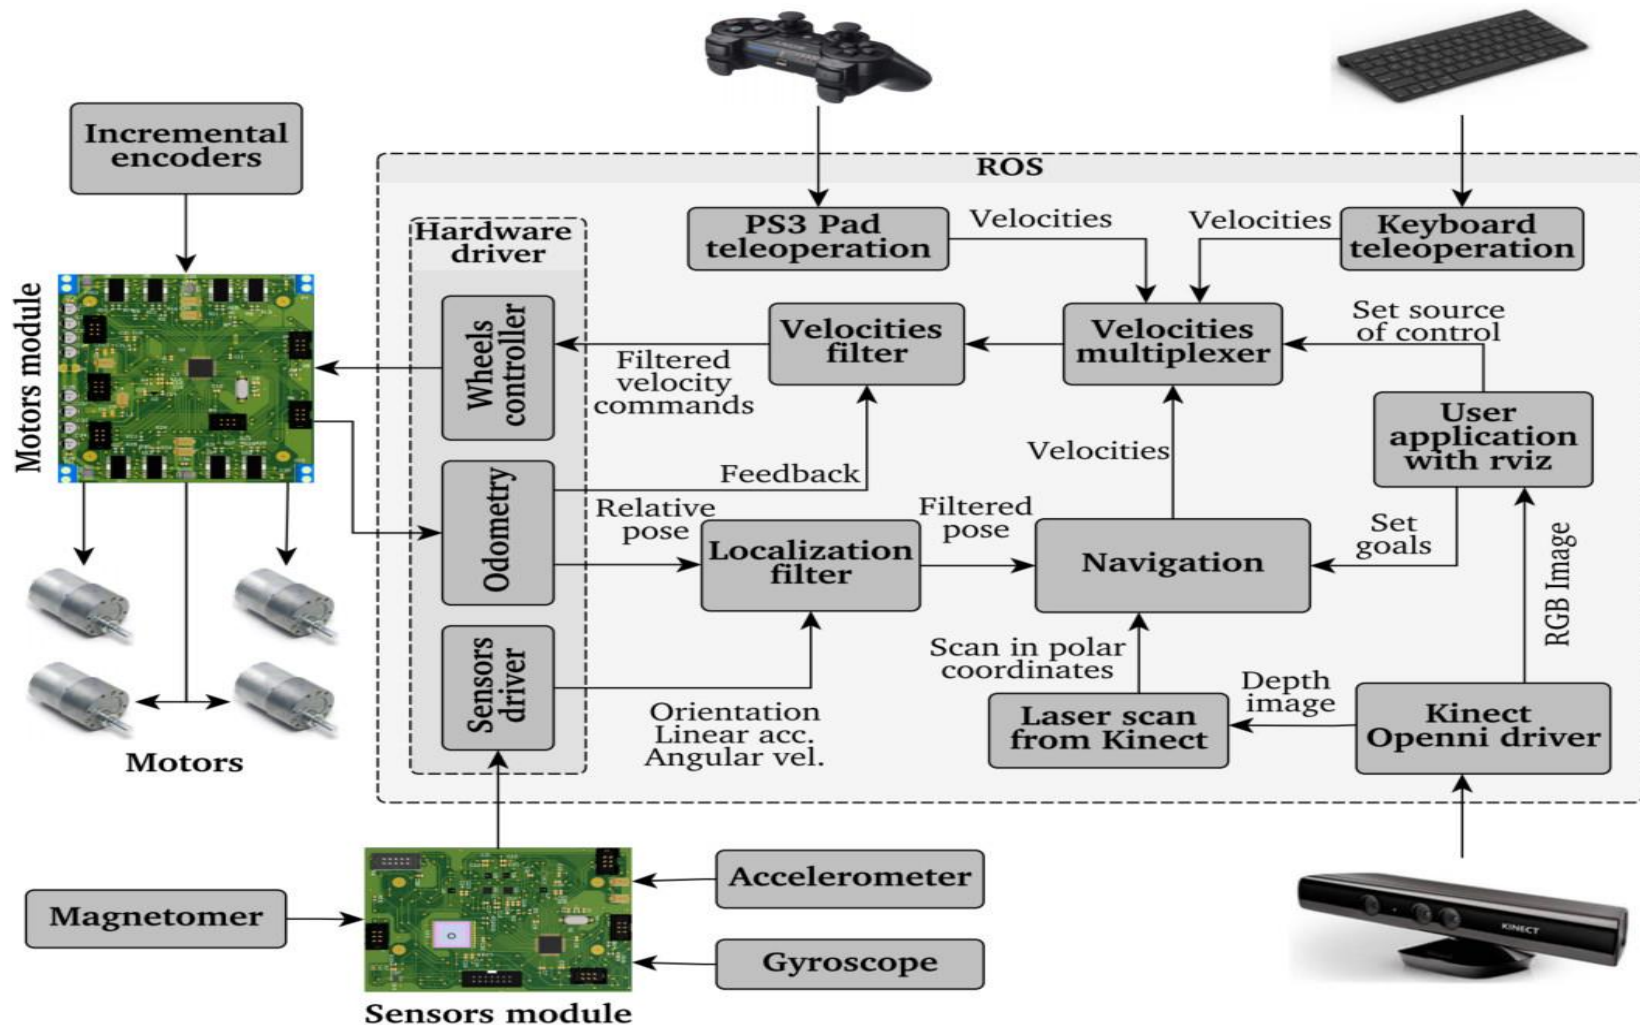 Incremental
encoders
ROS
Hardware
driver
PS3 Pad
teleoperation
Velocities
Velocities
Keyboard
teleoperation
Motors module
Wheels
controller
Filtered
velocity
commands
Velocities
filter
Velocities
multiplexer
Set source
of control
User
application
with rviz
Velocities
Feedback
Odometry
Relative
pose
Localization
filter
Filtered
pose
Navigation
Set
goals
RGB Image
Sensors
driver
Orientation
Linear acc.
Angular vel.
Scan in polar
coordinates
Laser scan
from Kinect
Depth
image
Kinect
Openni driver
Motors
Magnetomer
Accelerometer
Gyroscope
Sensors module
KINECT